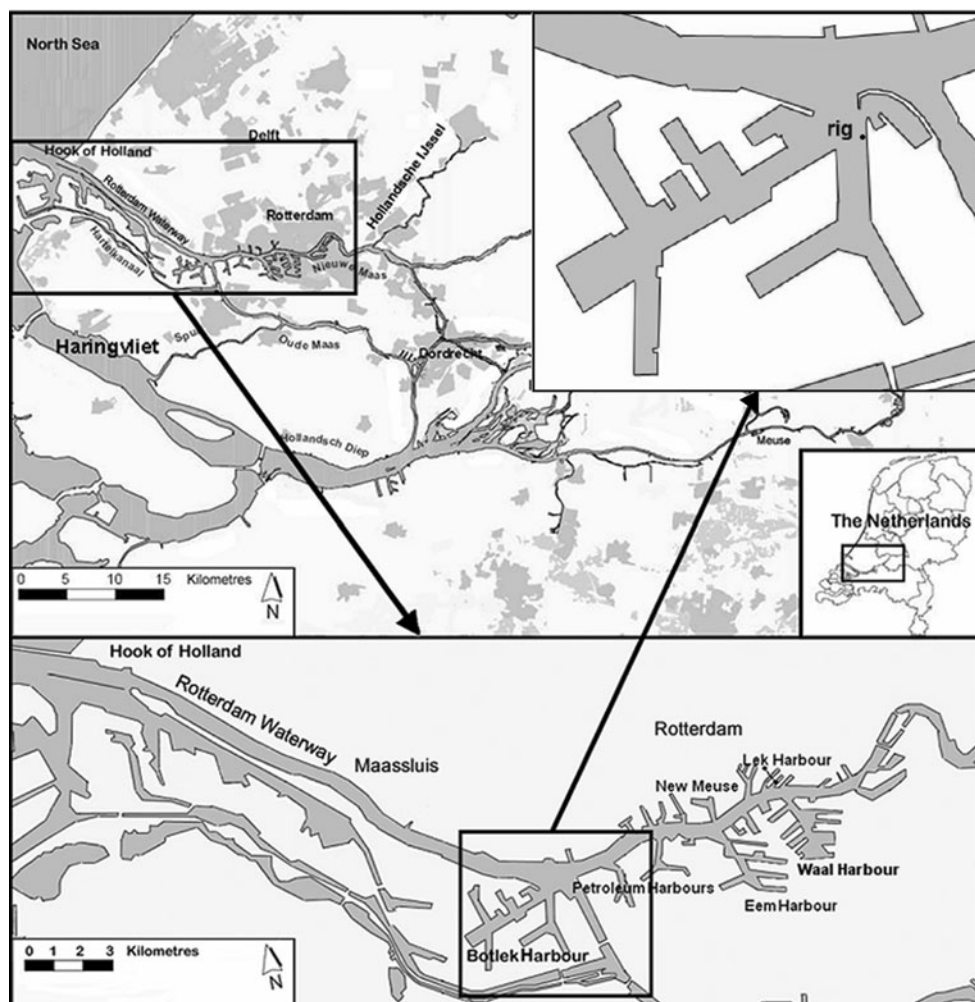 North Sea
Delft
Hook of Holland
Rotterdam Waterway
Rotterdam
Hollandsche IJssel
Hartelkanaal
Nieuwe Maas
Spu
Haringvliet
Oude Maas
Dordrecht
Hollandsch Diep
Meuse
rig
The Netherlands
0 5 10 15 Kilometres
N
Hook of Holland
Rotterdam Waterway
Maassluis
Rotterdam
Lek Harbour
New Meuse
Petroleum Harbours
Waal Harbour
Eem Harbour
Botlek Harbour
0 1 2 3 Kilometres
N